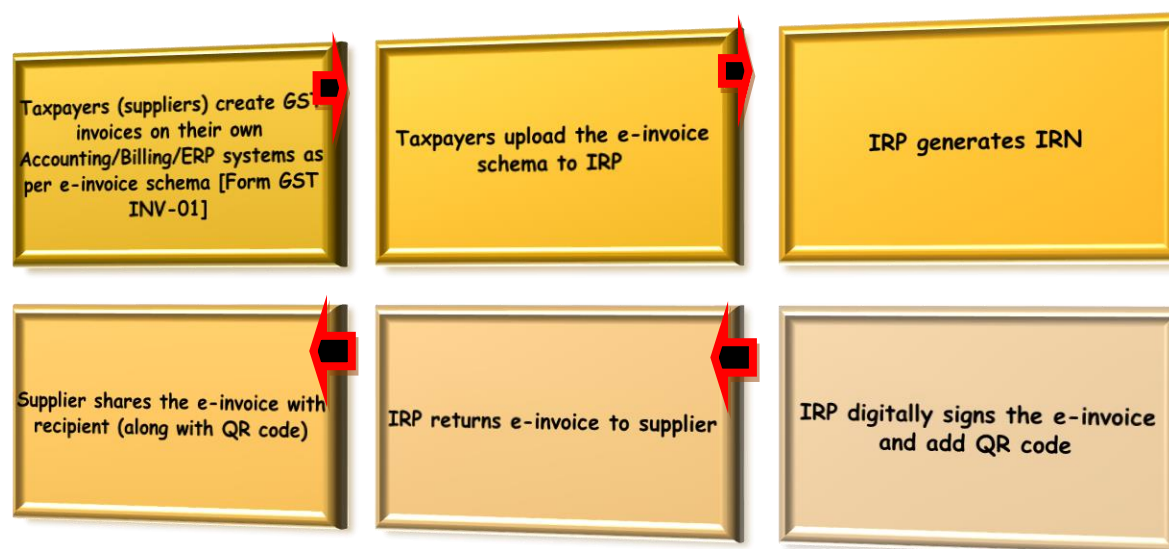 Taxpayers (suppliers) create GST
invoices on their own
Accounting/Billing/ERP systems as
per e-invoice schema [Form GST
INV-01]
Taxpayers upload the e-invoice
schema to IRP
IRP generates IRN
Supplier shares the e-invoice with
recipient (along with QR code)
IRP returns e-invoice to supplier
IRP digitally signs the e-invoice
and add QR code